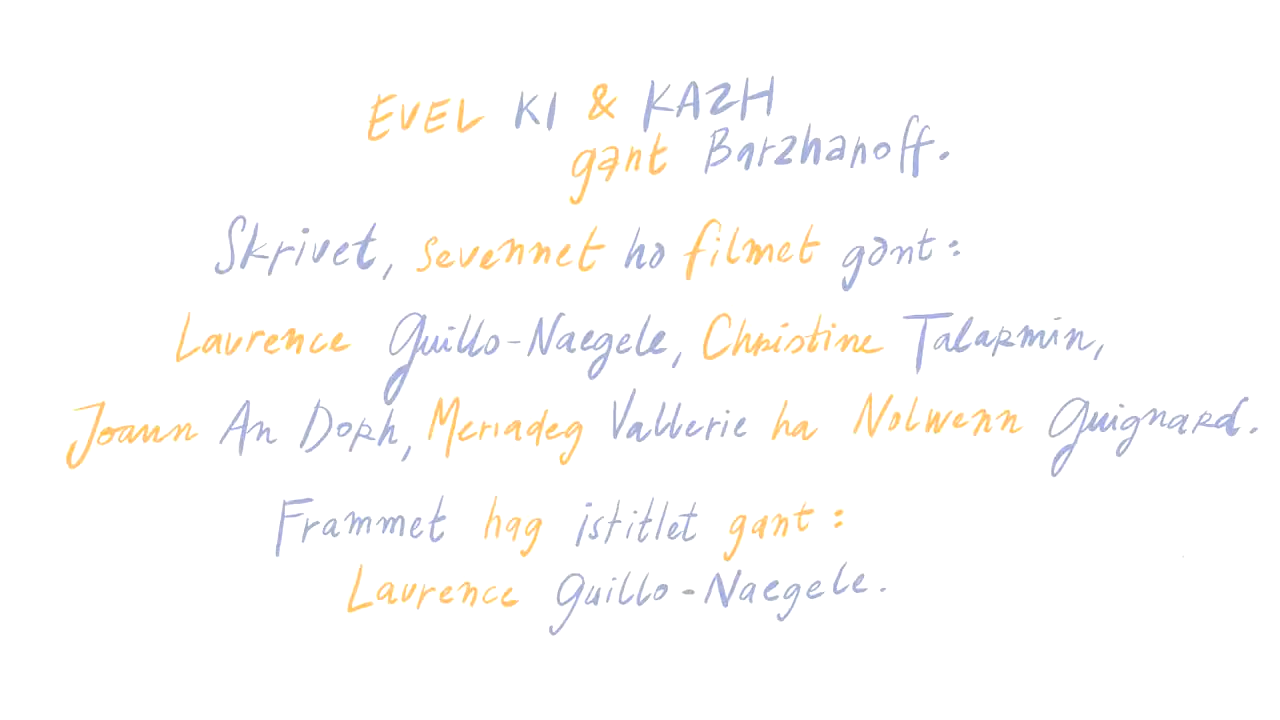 EVEL KI & KAZH
gant Barzhanoff.
Skrivet, sevennet ha filmet gant :
Laurence Guillo-Naegele, Christine Talarmin,
Joann An Dorh, Meriadeg Vallerie ha Nolwenn Guignard.
Frammet hag istitlet gant :
Laurence Guillo-Naegele.